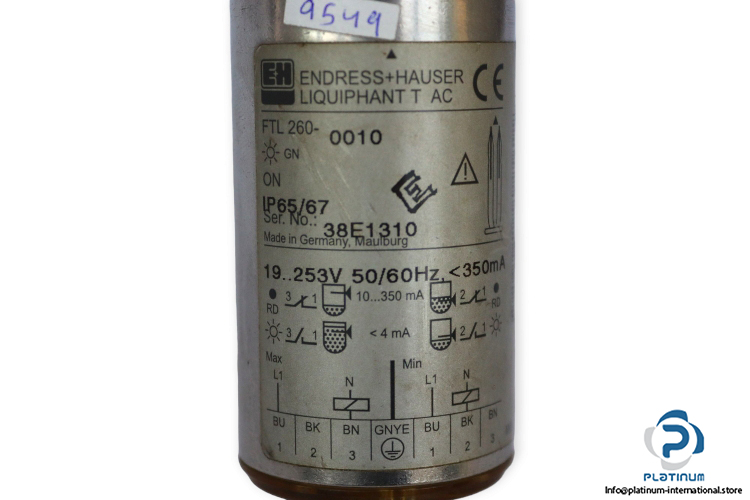 9549
EH ENDRESS+HAUSER
LIQUIPHANT T AC CE
FTL 260- 0010
GN
ON
IP65/67
Ser. No.: 38E1310
Made in Germany, Maulburg
19..253V 50/60Hz, <350mA
3 1 10...350 mA 2 1
RD RD
3 1 < 4 mA 2 1
Max Min
L1 N L1 N
BU BK BN GNYE BU BK BN
1 2 3 1 2 3
PLATINUM
Info@platinum-international.store